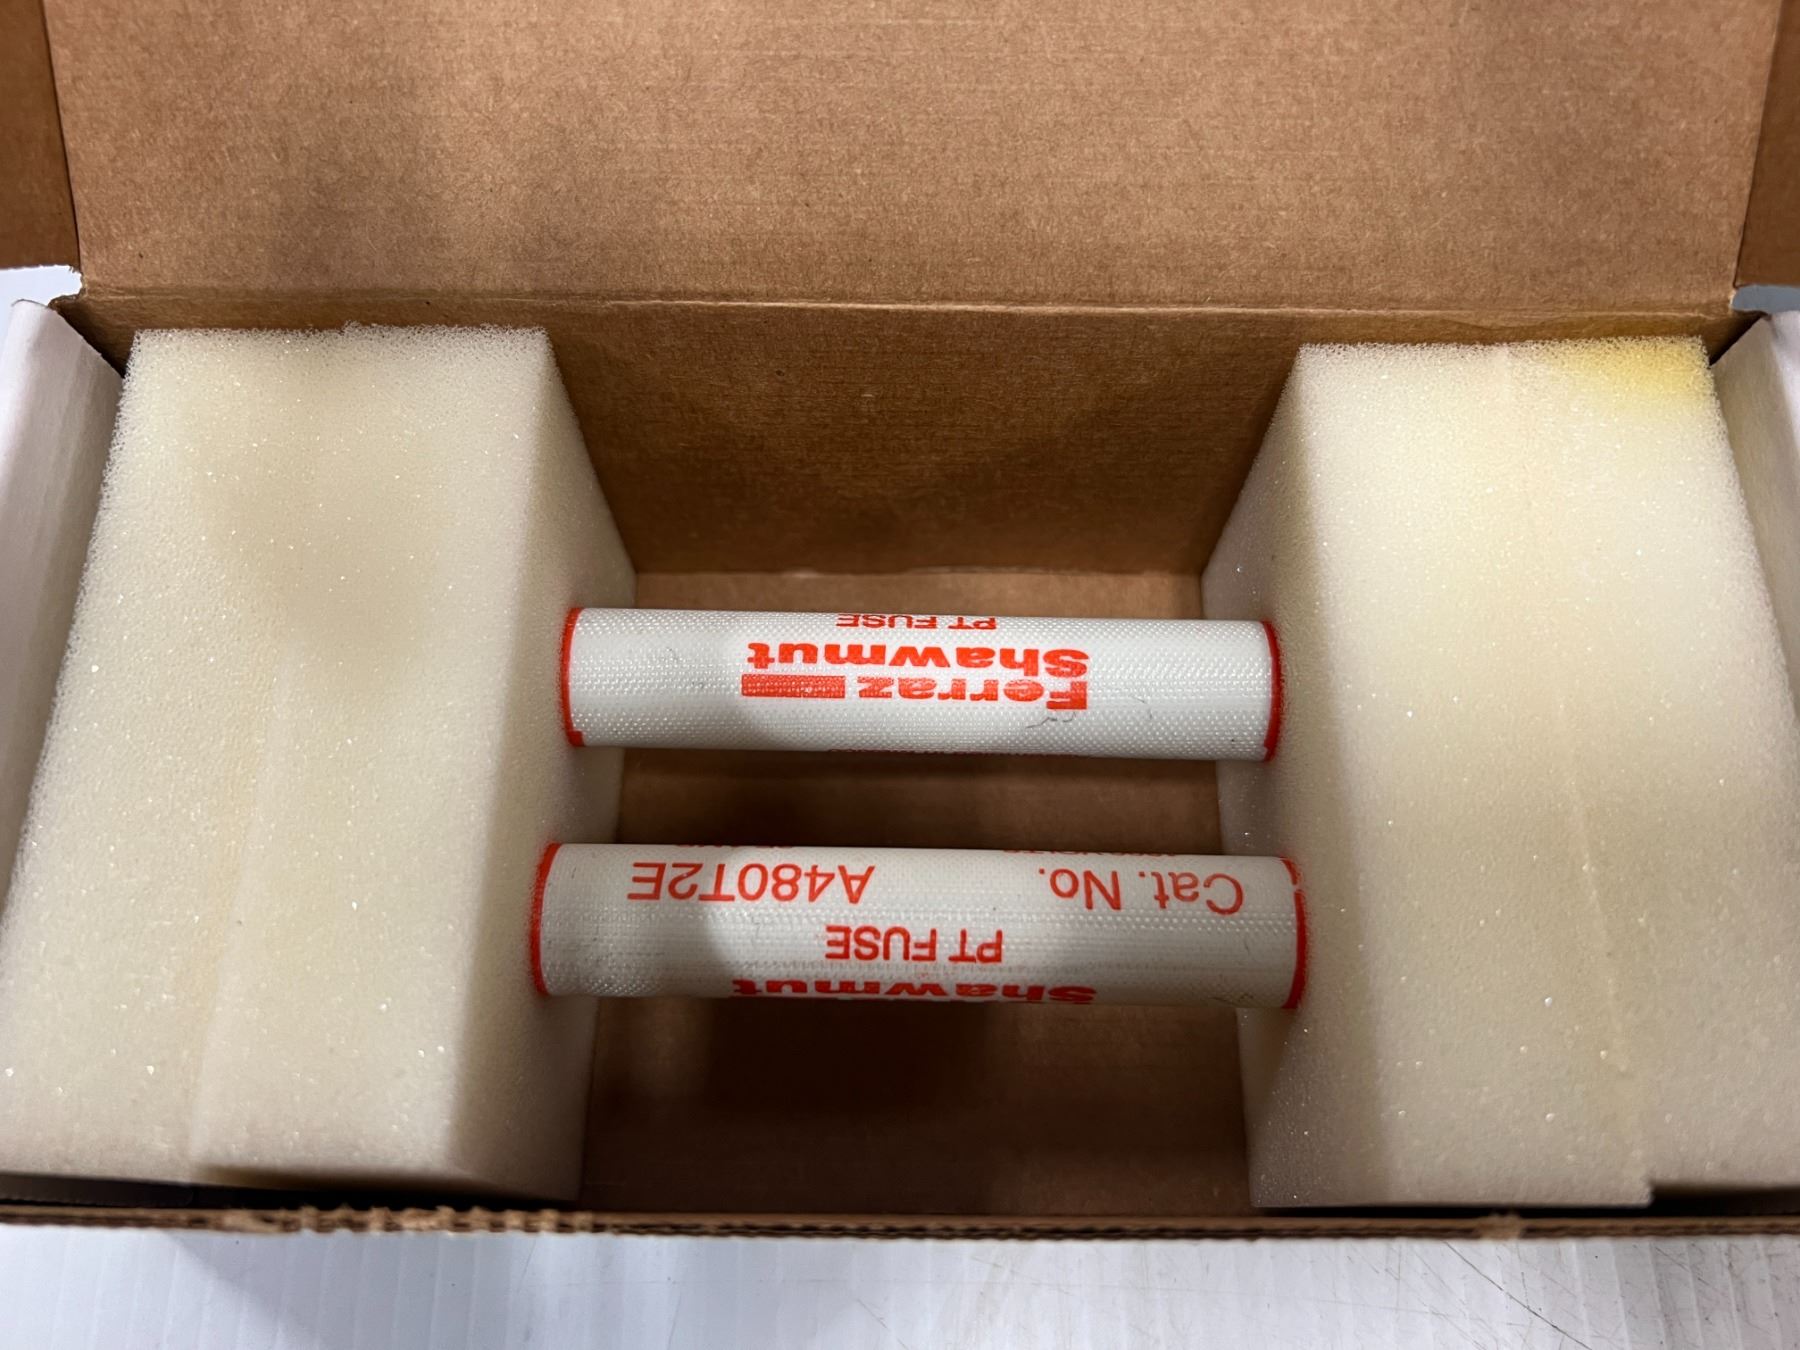 Ferraz
Shawmut
PT FUSE
Shawmut
PT FUSE
Cat. No. A480T2E